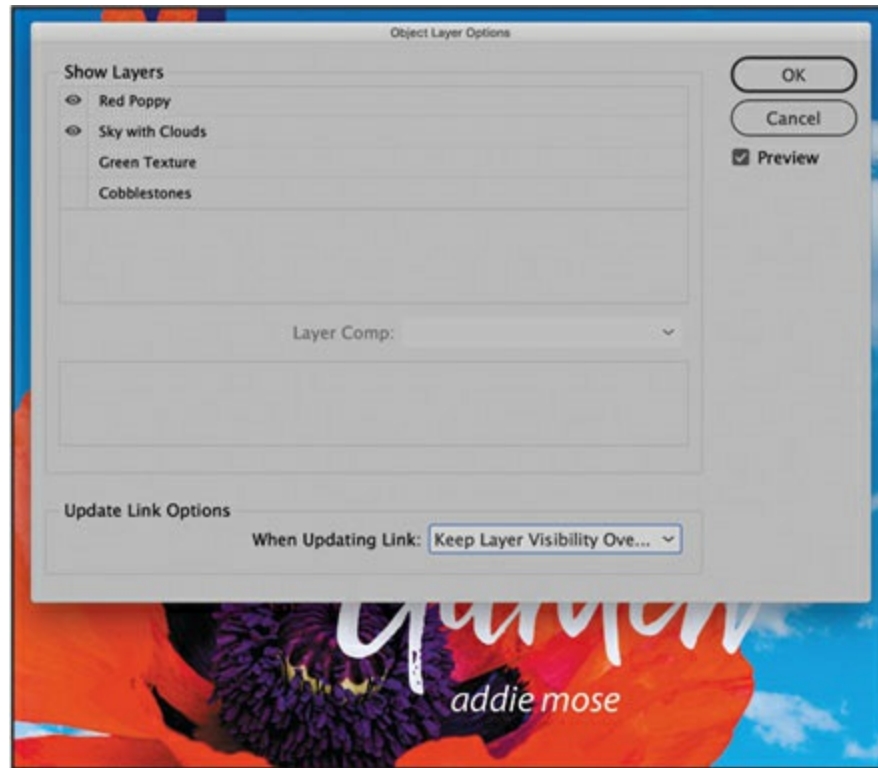 Object Layer Options
Show Layers
Red Poppy
Sky with Clouds
Green Texture
Cobblestones
Layer Comp:
Update Link Options
When Updating Link: Keep Layer Visibility Ove...
OK
Cancel
Preview
Garden
addie mose